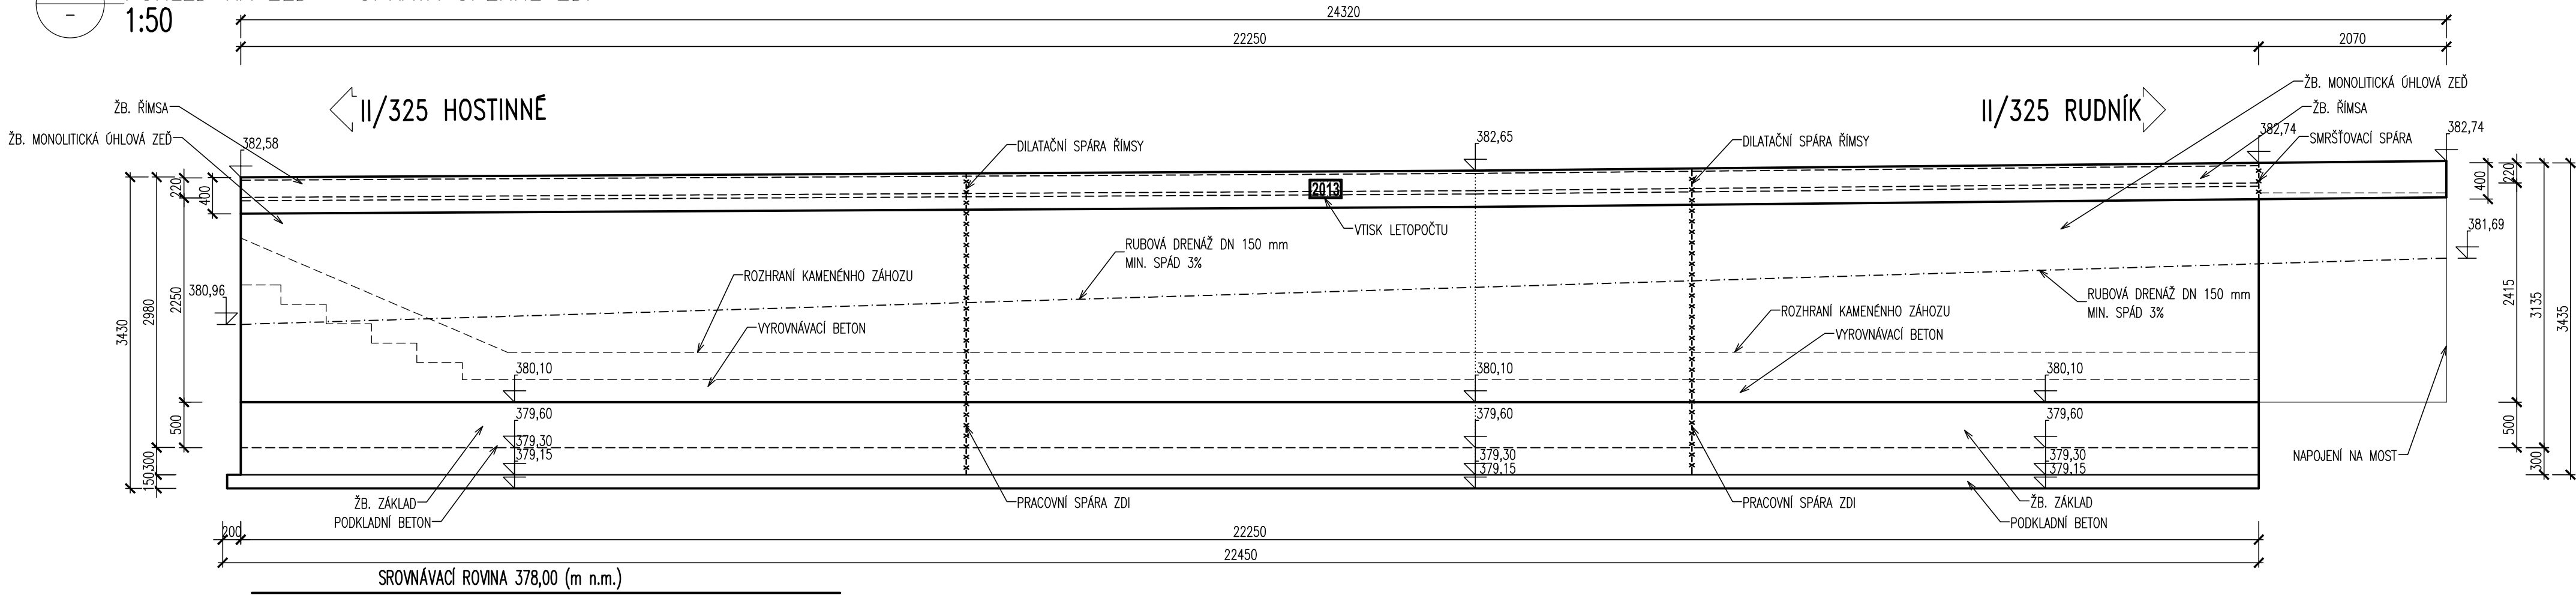 1:50
24320
22250
2070
II/325 HOSTINNÉ
II/325 RUDNÍK
ŽB. ŘÍMSA
ŽB. MONOLITICKÁ ÚHLOVÁ ZEĎ
ŽB. MONOLITICKÁ ÚHLOVÁ ZEĎ
ŽB. ŘÍMSA
SMRŠŤOVACÍ SPÁRA
382,58
DILATAČNÍ SPÁRA ŘÍMSY
382,65
DILATAČNÍ SPÁRA ŘÍMSY
382,74
382,74
220
400
2013
VTISK LETOPOČTU
400
220
381,69
RUBOVÁ DRENÁŽ DN 150 mm
MIN. SPÁD 3%
ROZHRANÍ KAMENÉNHO ZÁHOZU
380,96
3430
2980
2250
RUBOVÁ DRENÁŽ DN 150 mm
MIN. SPÁD 3%
2415
3135
3435
ROZHRANÍ KAMENÉHO ZÁHOZU
VYROVNÁVACÍ BETON
VYROVNÁVACÍ BETON
380,10
380,10
380,10
500
379,60
379,60
379,60
500
379,30
379,30
379,30
379,15
379,15
379,15
300
150
300
NAPOJENÍ NA MOST
ŽB. ZÁKLAD
PODKLADNÍ BETON
PRACOVNÍ SPÁRA ZDI
PRACOVNÍ SPÁRA ZDI
ŽB. ZÁKLAD
PODKLADNÍ BETON
200
22250
22450
SROVNÁVACÍ ROVINA 378,00 (m n.m.)